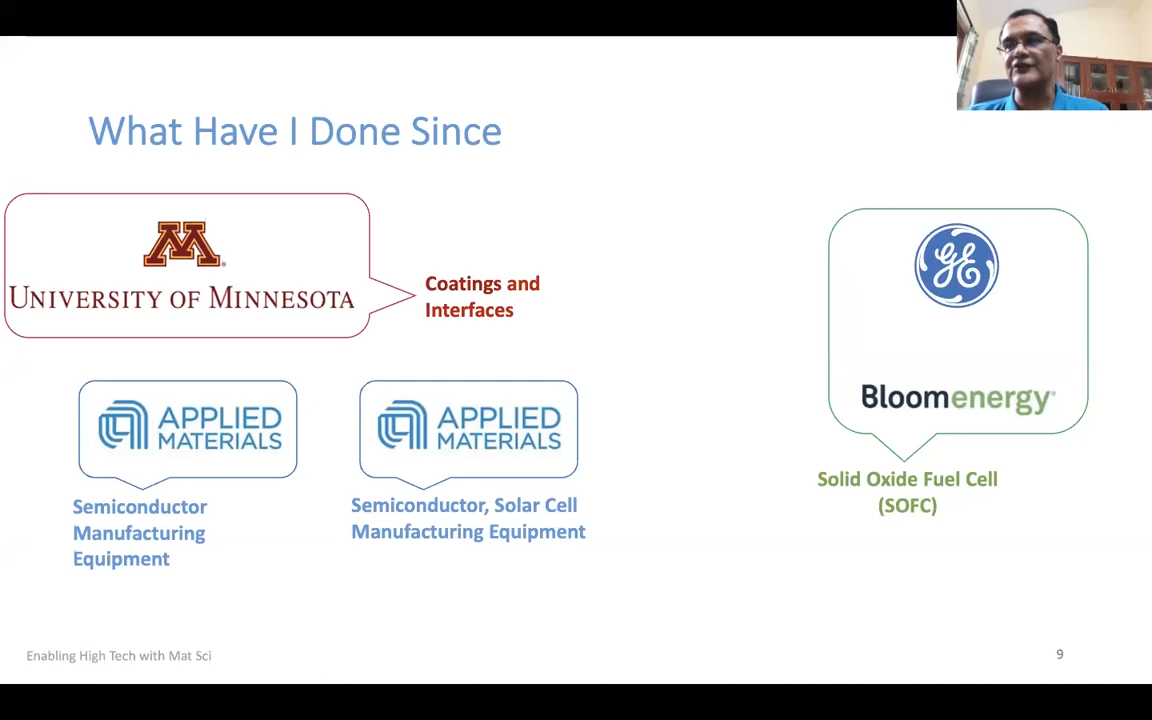 What Have I Done Since
M
UNIVERSITY OF MINNESOTA
Coatings and
Interfaces
GE
Bloomenergy
APPLIED
MATERIALS
APPLIED
MATERIALS
Semiconductor
Manufacturing
Equipment
Semiconductor, Solar Cell
Manufacturing Equipment
Solid Oxide Fuel Cell
(SOFC)
Enabling High Tech with Mat Sci
9